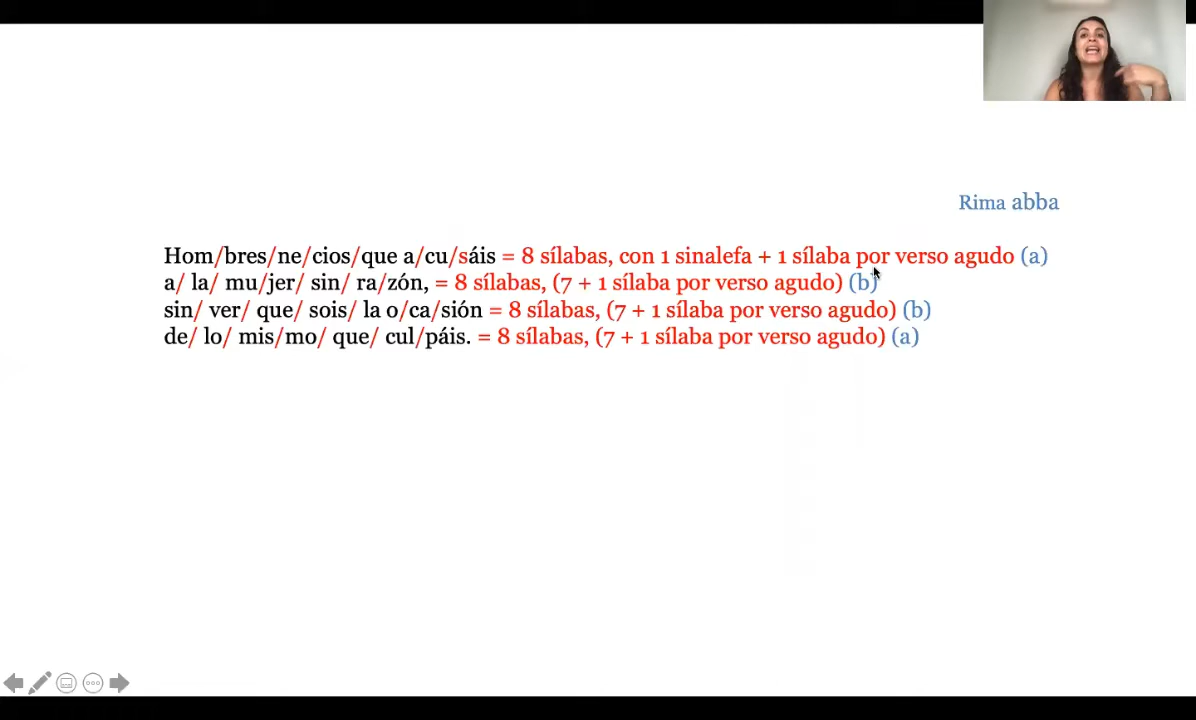 Rima abba
Hom/bres/ne/cios/que a/cu/sáis = 8 sílabas, con 1 sinalefa + 1 sílaba por verso agudo (a)
a/ la/ mu/jer/ sin/ ra/zón, = 8 sílabas, (7 + 1 sílaba por verso agudo) (b)
sin/ ver/ que/ sois/ la o/ca/sión = 8 sílabas, (7 + 1 sílaba por verso agudo) (b)
de/ lo/ mis/mo/ que/ cul/páis. = 8 sílabas, (7 + 1 sílaba por verso agudo) (a)